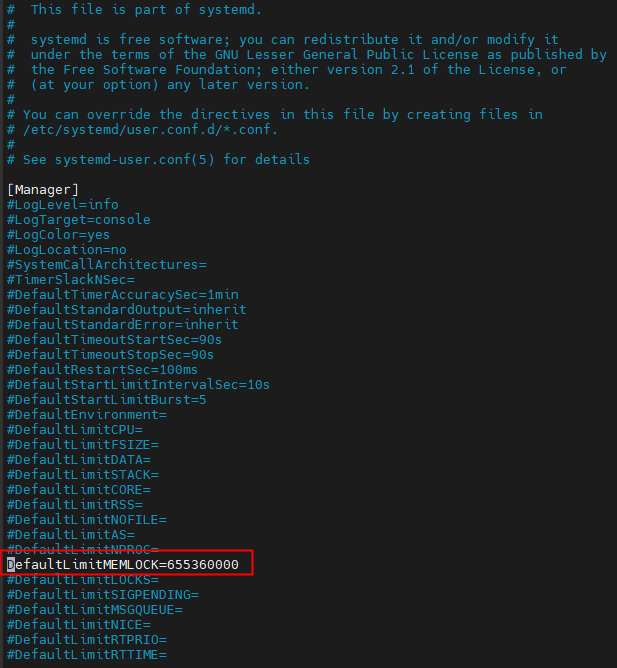 #  This file is part of systemd.
#
#  systemd is free software; you can redistribute it and/or modify it
#  under the terms of the GNU Lesser General Public License as published by
#  the Free Software Foundation; either version 2.1 of the License, or
#  (at your option) any later version.
#
# You can override the directives in this file by creating files in
# /etc/systemd/user.conf.d/*.conf.
#
# See systemd-user.conf(5) for details
[Manager]
#LogLevel=info
#LogTarget=console
#LogColor=yes
#LogLocation=no
#SystemCallArchitectures=
#TimerSlackNSec=
#DefaultTimerAccuracySec=1min
#DefaultStandardOutput=inherit
#DefaultStandardError=inherit
#DefaultTimeoutStartSec=90s
#DefaultTimeoutStopSec=90s
#DefaultRestartSec=100ms
#DefaultStartLimitIntervalSec=10s
#DefaultStartLimitBurst=5
#DefaultEnvironment=
#DefaultLimitCPU=
#DefaultLimitFSIZE=
#DefaultLimitDATA=
#DefaultLimitSTACK=
#DefaultLimitCORE=
#DefaultLimitRSS=
#DefaultLimitNOFILE=
#DefaultLimitAS=
#DefaultLimitNPROC=
DefaultLimitMEMLOCK=655360000
#DefaultLimitLOCKS=
#DefaultLimitSIGPENDING=
#DefaultLimitMSGQUEUE=
#DefaultLimitNICE=
#DefaultLimitRTPRIO=
#DefaultLimitRTTIME=